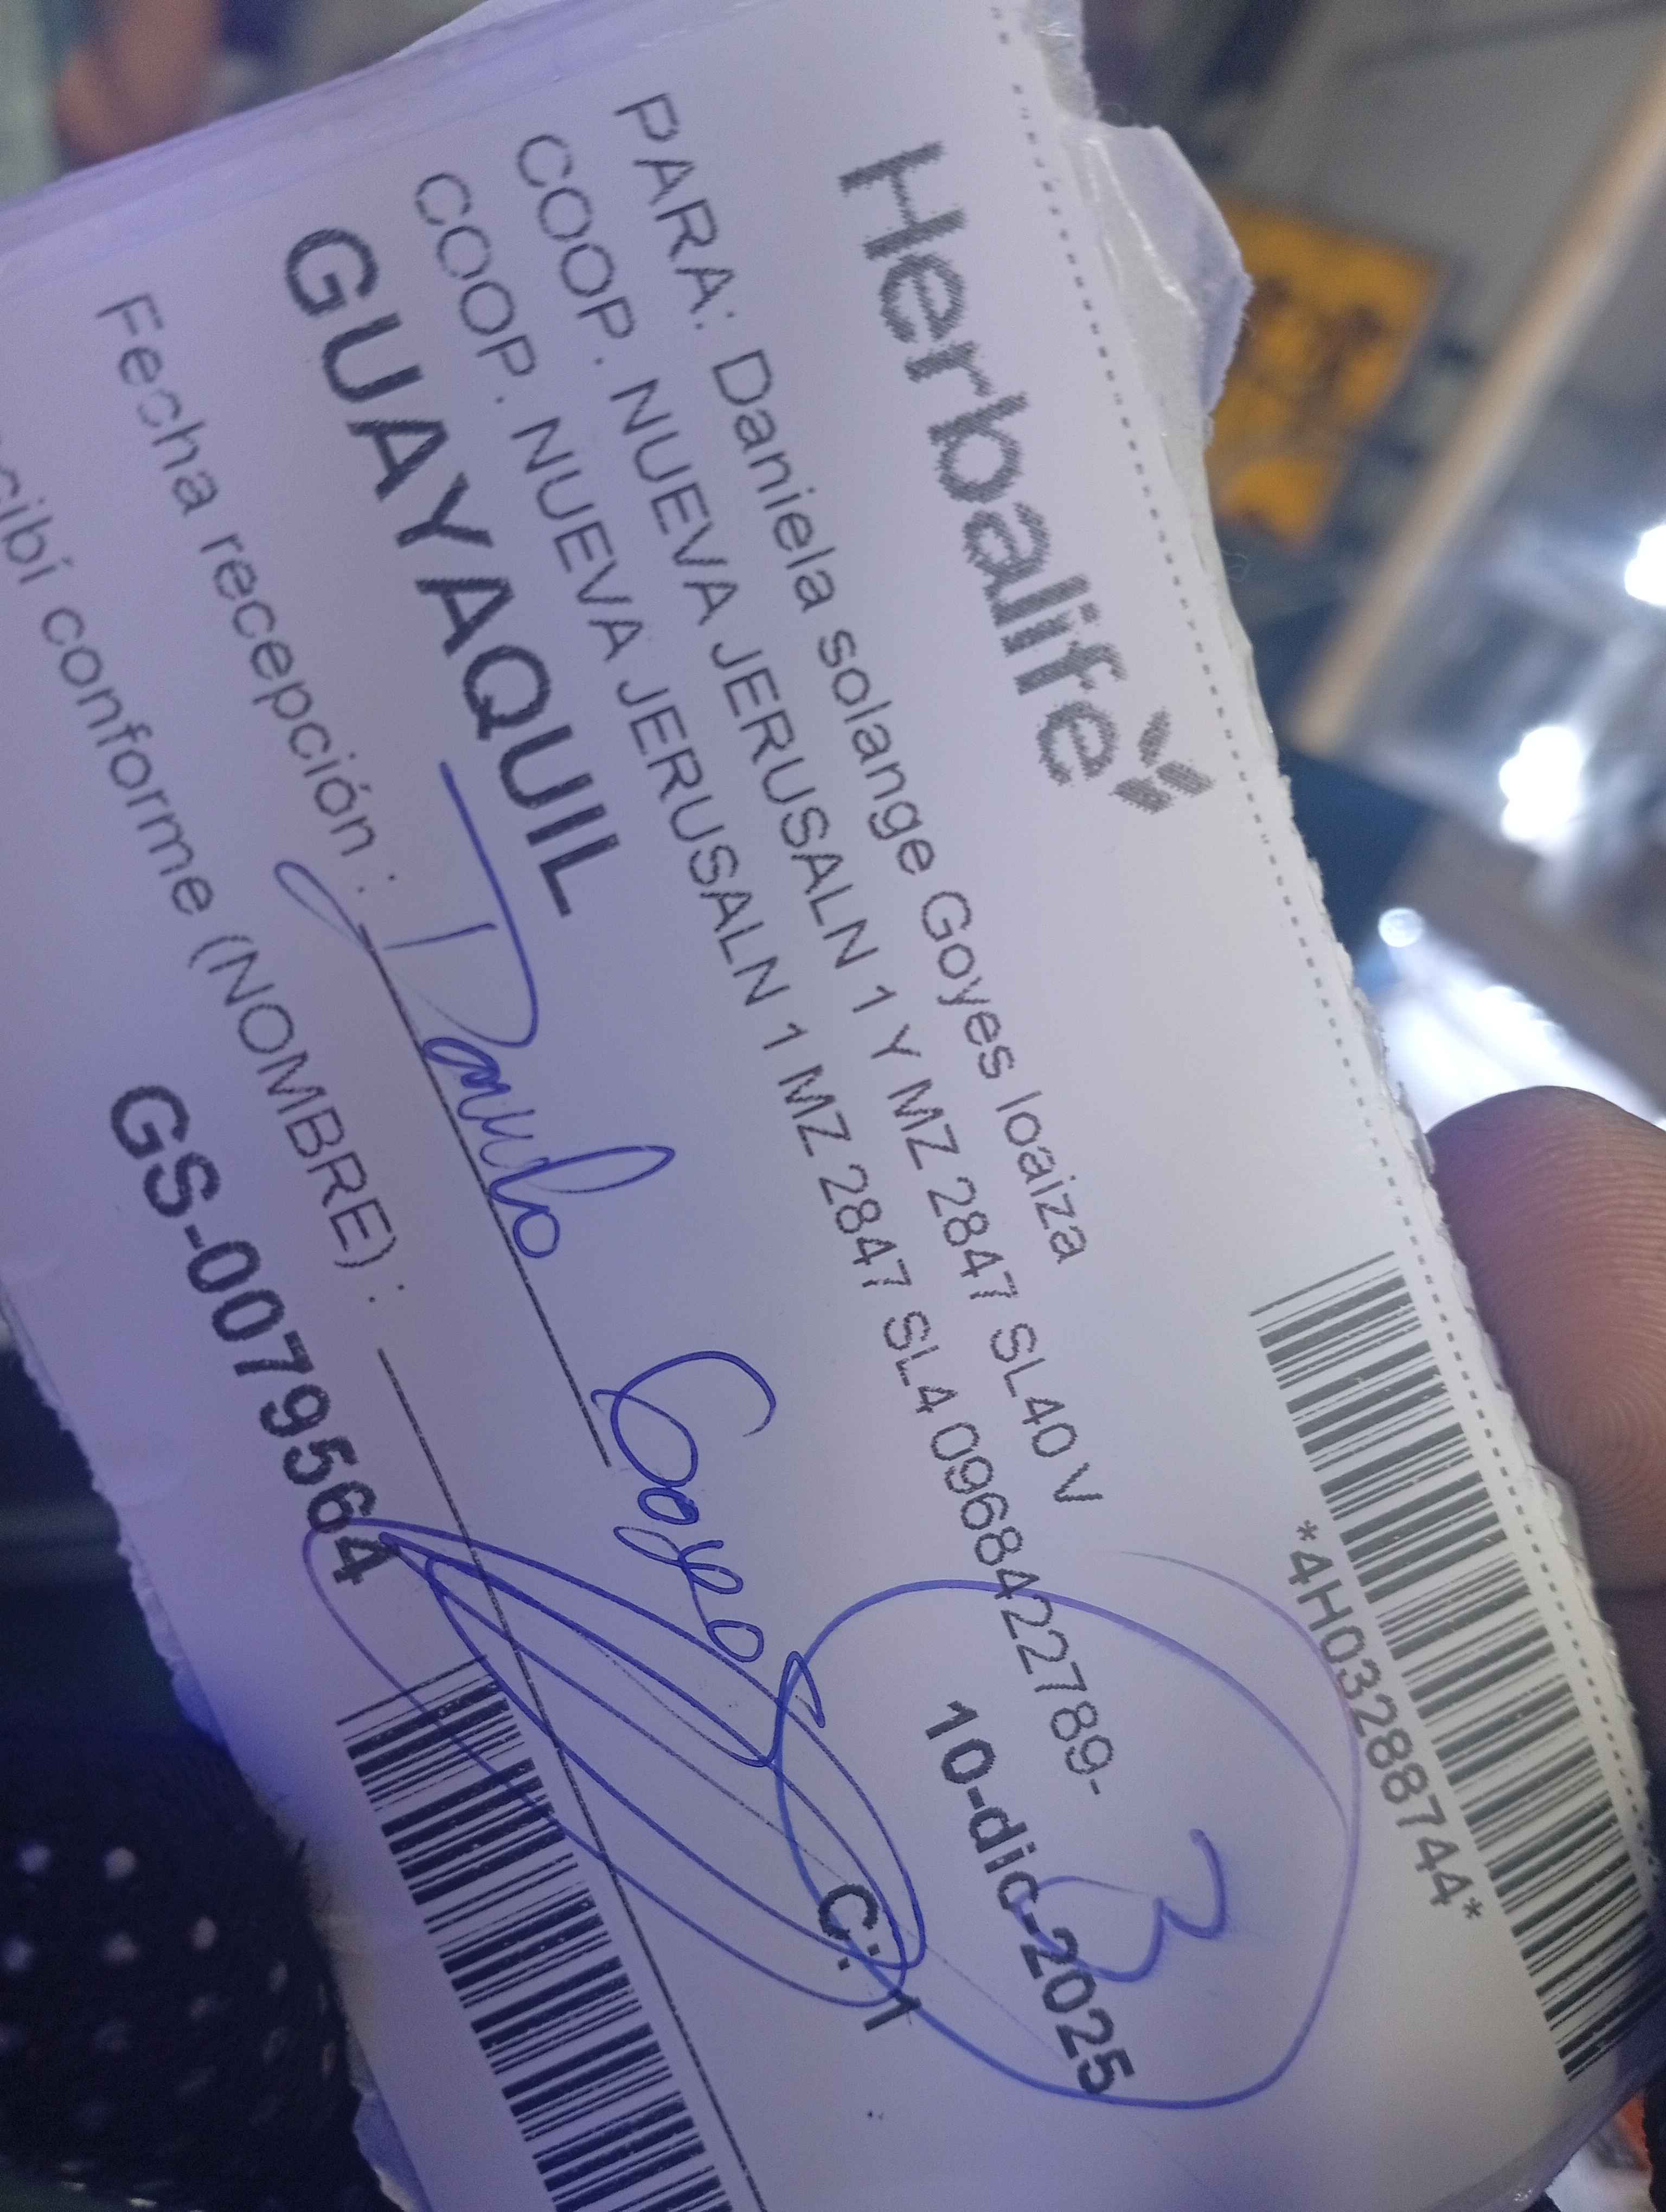 *4H03288744*
Herbalife
PARA: Daniela solange Goyes loaiza
COOP. NUEVA JERUSALN 1 Y MZ 2847 SL40 V
COOP. NUEVA JERUSALN 1 MZ 2847 SL4 0968422789-
3
10-dic-2025
GUAYAQUIL
C: 1
Fecha recepción :
Danilo Goyes
cibi conforme (NOMBRE) :
GS-0079564